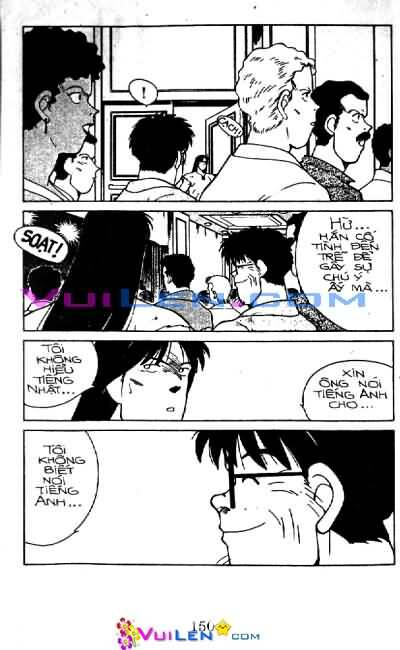 !
CẠCH
SOẠT!
HỪ...
HẮN CỐ
TÌNH ĐẾN
TRỄ ĐỂ
GÂY SỰ
CHÚ Ý
ẤY MÀ...
VUILEN.COM
TÔI
KHÔNG
HIỂU
TIẾNG
NHẬT...
XIN
ÔNG NÓI
TIẾNG ANH
CHO...
TÔI
KHÔNG
BIẾT
NÓI
TIẾNG
ANH...
150
VUILEN.COM